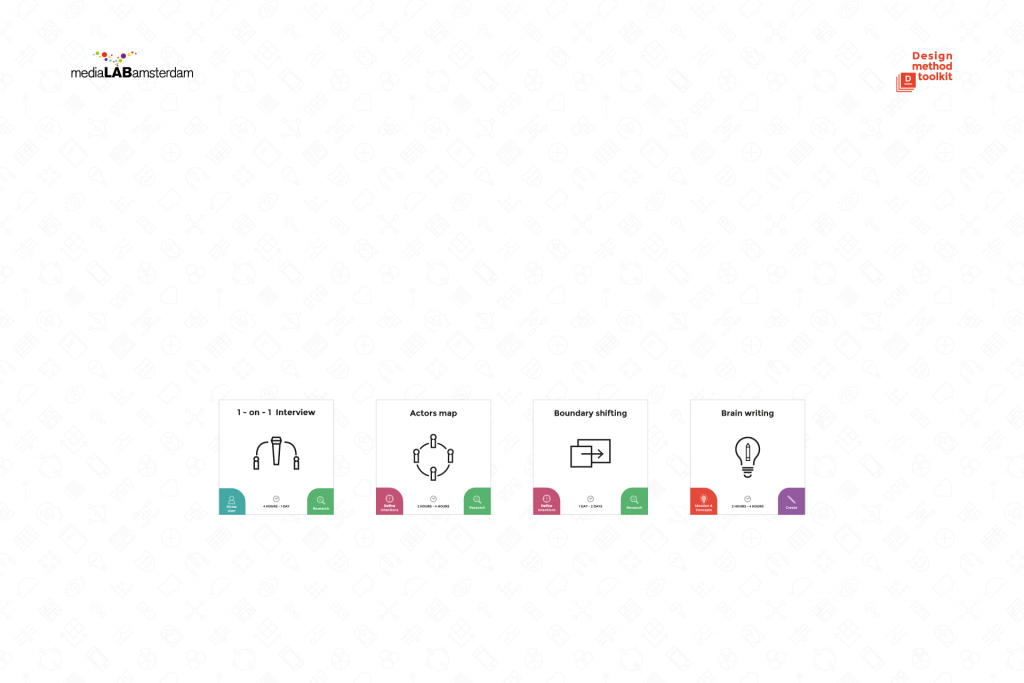 mediaLABamsterdam
Design
method
toolkit
D
1 - on - 1 Interview
Actors map
Boundary shifting
Brain writing
Know
User
4 HOURS - 1 DAY
Research
Define
Intentions
2 HOURS - 4 HOURS
Research
Define
Intentions
1 DAY - 2 DAYS
Research
Ideation &
Concepts
2 HOURS - 4 HOURS
Create